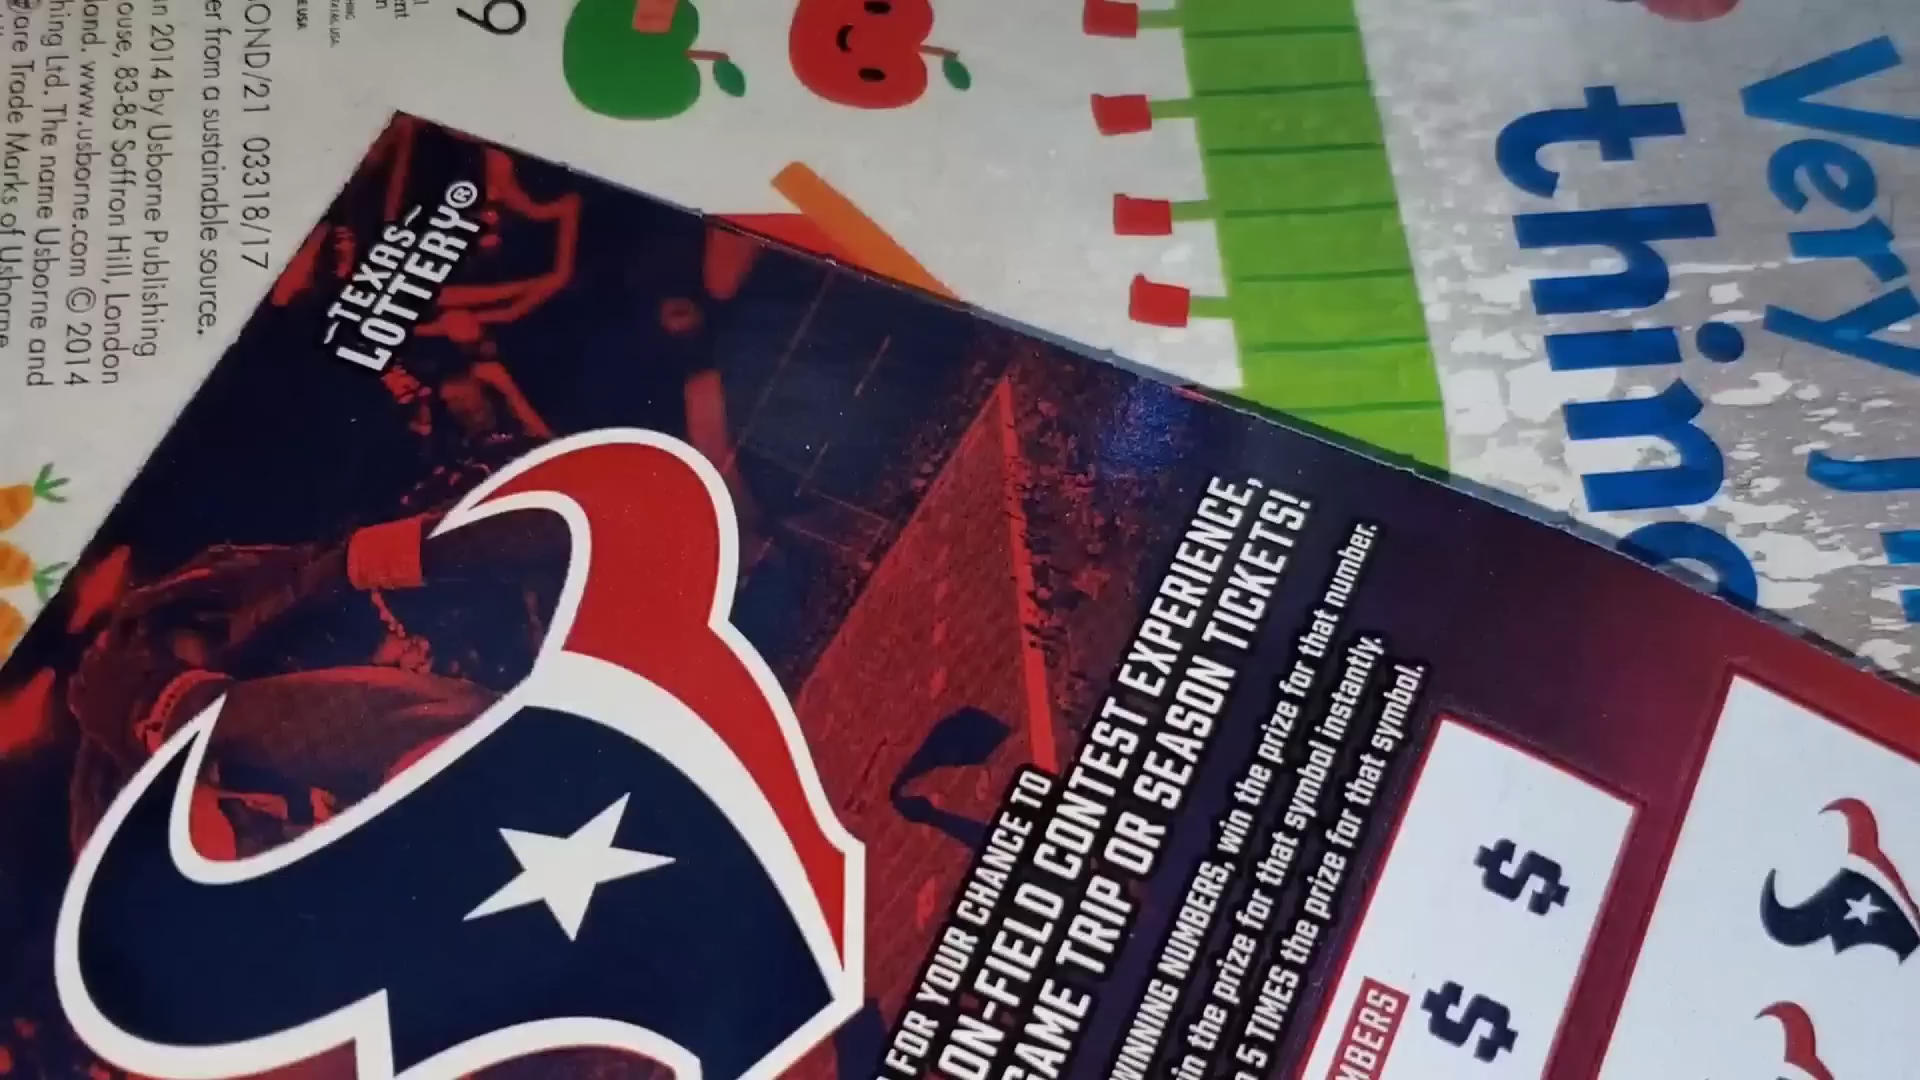 9
OND/21 03318/17
er from a sustainable source.
in 2014 by Usborne Publishing
ouse, 83-85 Saffron Hill, London
land. www.usborne.com © 2014
hing Ltd. The name Usborne and
are Trade Marks of Usborne
Very
thing
TEXAS
LOTTERY®
FOR YOUR CHANCE TO
ON-FIELD CONTEST EXPERIENCE,
GAME TRIP OR SEASON TICKETS!
WINNING NUMBERS, win the prize for that number.
in the prize for that symbol instantly.
5 TIMES the prize for that symbol.
MBERS
$
$